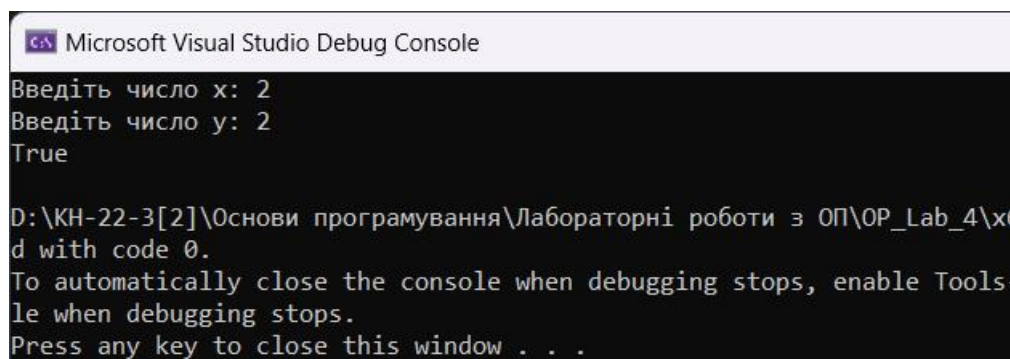 Microsoft Visual Studio Debug Console
Введіть число x: 2
Введіть число y: 2
True
D:\КН-22-3[2]\Основи програмування\Лабораторні роботи з ОП\OP_Lab_4\x
d with code 0.
To automatically close the console when debugging stops, enable Tools
le when debugging stops.
Press any key to close this window . . .